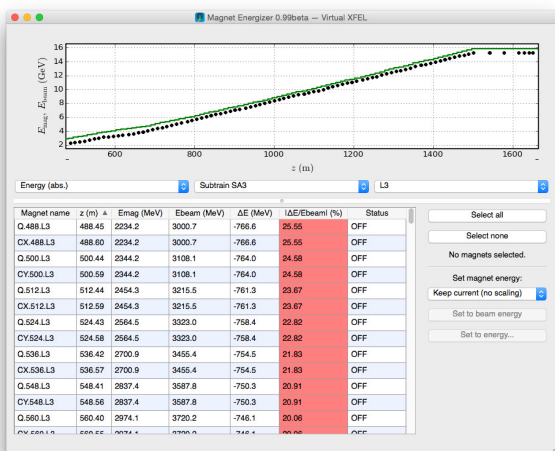 Magnet Energizer 0.99beta — Virtual XFEL
16
14
12
10
8
6
4
2
E_mag, E_beam (GeV)
600 800 1000 1200 1400 1600
z (m)
Energy (abs.) Subtrain SA3 L3
Magnet name z (m) ▲ Emag (MeV) Ebeam (MeV) ΔE (MeV) |ΔE/Ebeam| (%) Status
Q.488.L3 488.45 2234.2 3000.7 -766.6 25.55 OFF
CX.488.L3 488.60 2234.2 3000.7 -766.6 25.55 OFF
Q.500.L3 500.44 2344.2 3108.1 -764.0 24.58 OFF
CY.500.L3 500.59 2344.2 3108.1 -764.0 24.58 OFF
Q.512.L3 512.44 2454.3 3215.5 -761.3 23.67 OFF
CX.512.L3 512.59 2454.3 3215.5 -761.3 23.67 OFF
Q.524.L3 524.43 2564.5 3323.0 -758.4 22.82 OFF
CY.524.L3 524.58 2564.5 3323.0 -758.4 22.82 OFF
Q.536.L3 536.42 2700.9 3455.4 -754.5 21.83 OFF
CX.536.L3 536.57 2700.9 3455.4 -754.5 21.83 OFF
Q.548.L3 548.41 2837.4 3587.8 -750.3 20.91 OFF
CY.548.L3 548.56 2837.4 3587.8 -750.3 20.91 OFF
Q.560.L3 560.40 2974.1 3720.2 -746.1 20.06 OFF
Select all
Select none
No magnets selected.
Set magnet energy:
Keep current (no scaling)
Set to beam energy
Set to energy...